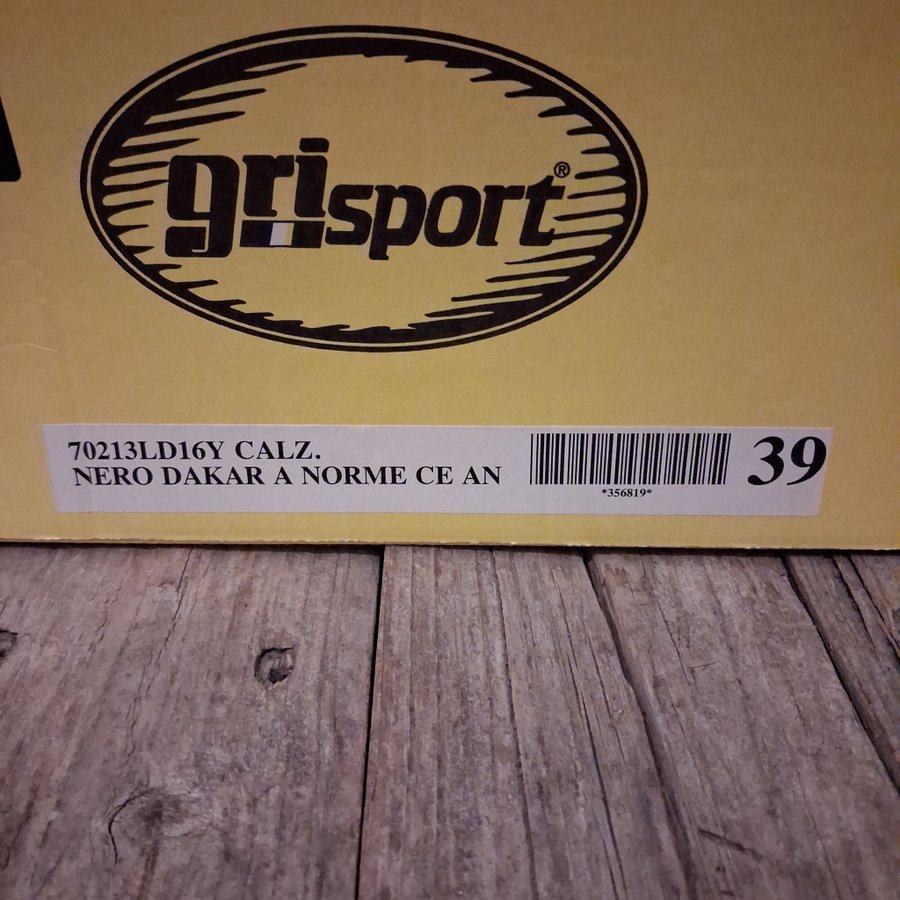 grisport®
70213LD16Y CALZ.
NERO DAKAR A NORME CE AN
*356819*
39